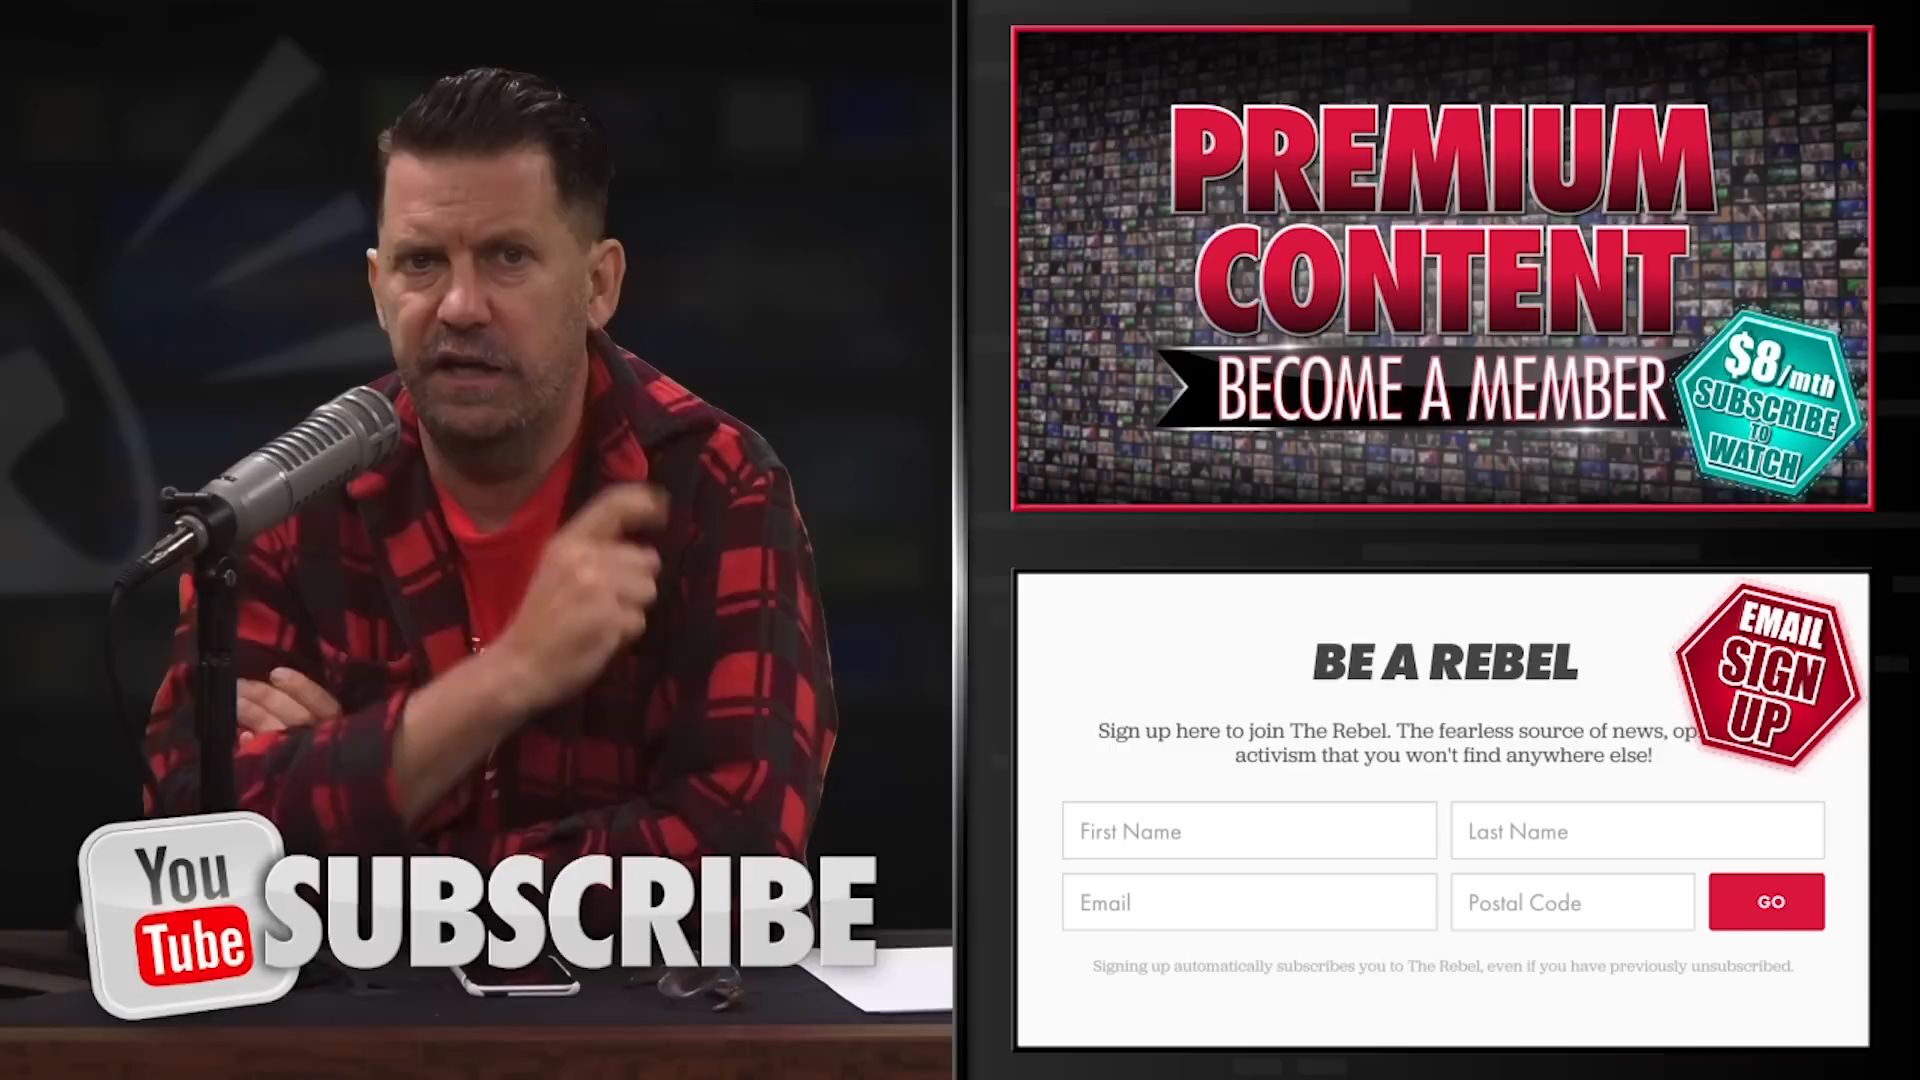 PREMIUM
CONTENT
BECOME A MEMBER
$8/mth
SUBSCRIBE
TO
WATCH
EMAIL
SIGN
UP
BE A REBEL
Sign up here to join The Rebel. The fearless source of news,
activism that you won't find anywhere else!
First Name
Last Name
Email
Postal Code
GO
Signing up automatically subscribes you to The Rebel, even if you have previously unsubscribed.
You
Tube
SUBSCRIBE